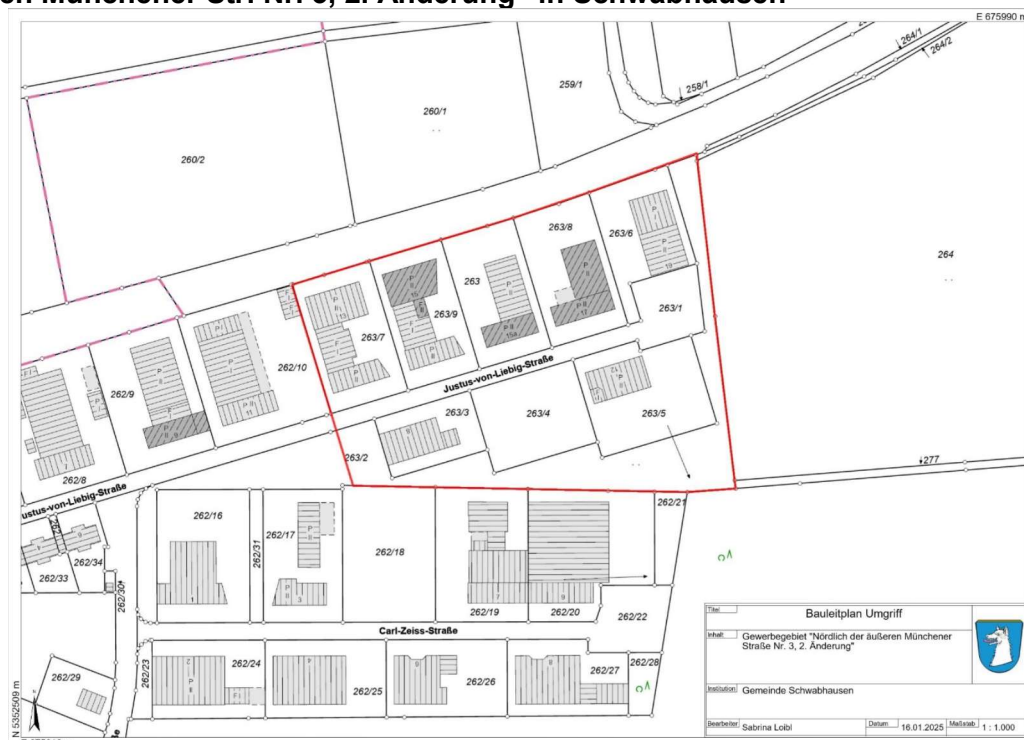 en Münchener Str. Nr. 3, 2. Änderung" in Schwabhausen
E 675990 m
264/1
264/2
259/1
258/1
260/1
260/2
263/8
263/6
264
263
263/1
263/7
263/9
262/10
Justus-von-Liebig-Straße
262/9
263/3
263/4
263/5
263/2
277
262/8
ustus-von-Liebig-Straße
262/16
262/17
262/31
262/18
262/21
262/33
262/34
262/30
262/19
262/20
262/22
Carl-Zeiss-Straße
262/23
262/24
262/25
262/26
262/27
262/28
262/29
N 5352509 m
Titel
Bauleitplan Umgriff
Inhalt
Gewerbegebiet "Nördlich der äußeren Münchener
Straße Nr. 3, 2. Änderung"
Institution
Gemeinde Schwabhausen
Bearbeiter Sabrina Loibl
Datum 16.01.2025
Maßstab 1 : 1.000